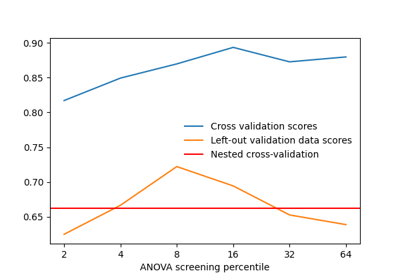 0.90
0.85
0.80
0.75
0.70
0.65
Cross validation scores
Left-out validation data scores
Nested cross-validation
2 4 8 16 32 64
ANOVA screening percentile